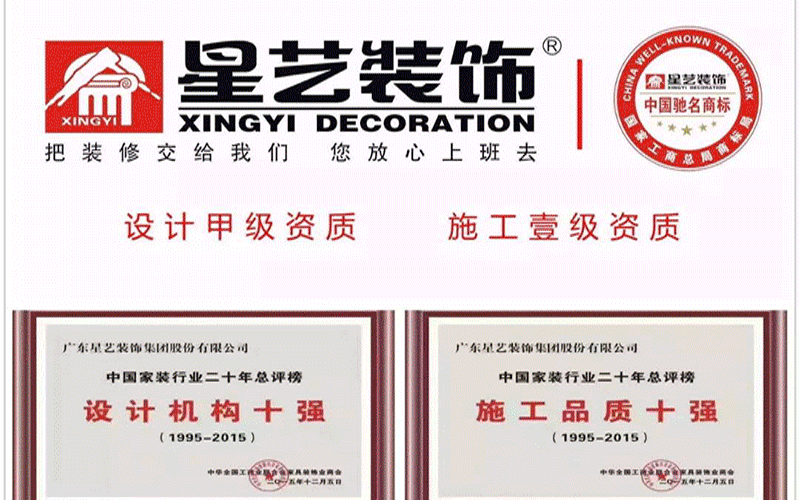 XINGYI
星艺装饰®
XINGYI DECORATION
把装修交给我们 您放心上班去
CHINA WELL-KNOWN TRADEMARK
星艺装饰
XINGYI DECORATION
中国驰名商标
国家工商总局商标局
设计甲级资质 施工壹级资质
广东星艺装饰集团股份有限公司
中国家装行业二十年总评榜
设计机构十强
(1995-2015)
中华全国工商业联合会家具装饰业商会
二〇一五年十二月五日
广东星艺装饰集团股份有限公司
中国家装行业二十年总评榜
施工品质十强
(1995-2015)
中华全国工商业联合会家具装饰业商会
二〇一五年十二月五日